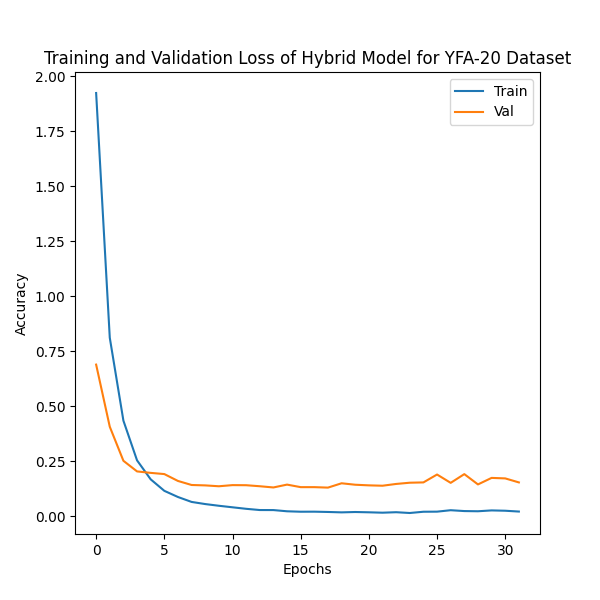 Training and Validation Loss of Hybrid Model for YFA-20 Dataset
Train
Val
Accuracy
2.00
1.75
1.50
1.25
1.00
0.75
0.50
0.25
0.00
0 5 10 15 20 25 30
Epochs